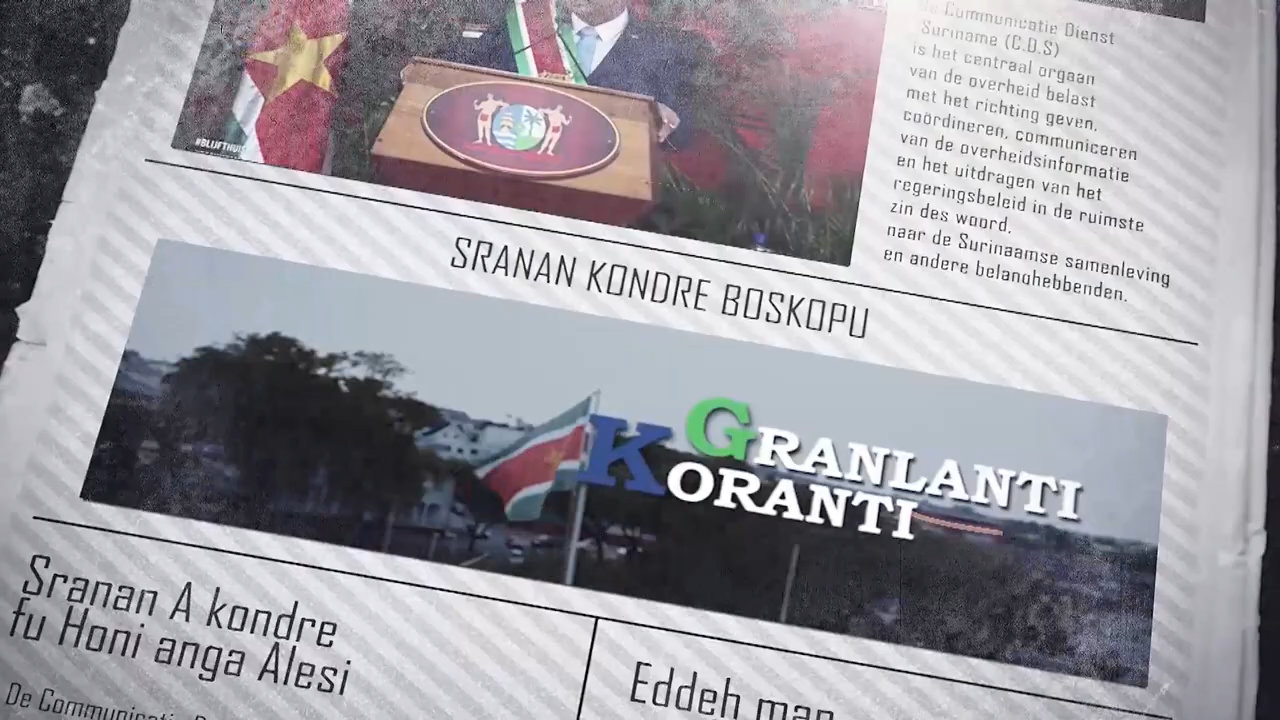 #BLIJFTHUIS
De Communicatie Dienst
Suriname (C.D.S)
is het centraal orgaan
van de overheid belast
met het richting geven,
coördineren, communiceren
van de overheidsinformatie
en het uitdragen van het
regeringsbeleid in de ruimste
zin des woord.
naar de Surinaamse samenleving
en andere belanghebbenden.
SRANAN KONDRE BOSKOPU
GRANLANTI
KORANTI
Sranan A kondre
fu Honi anga Alesi
De
Eddeh man